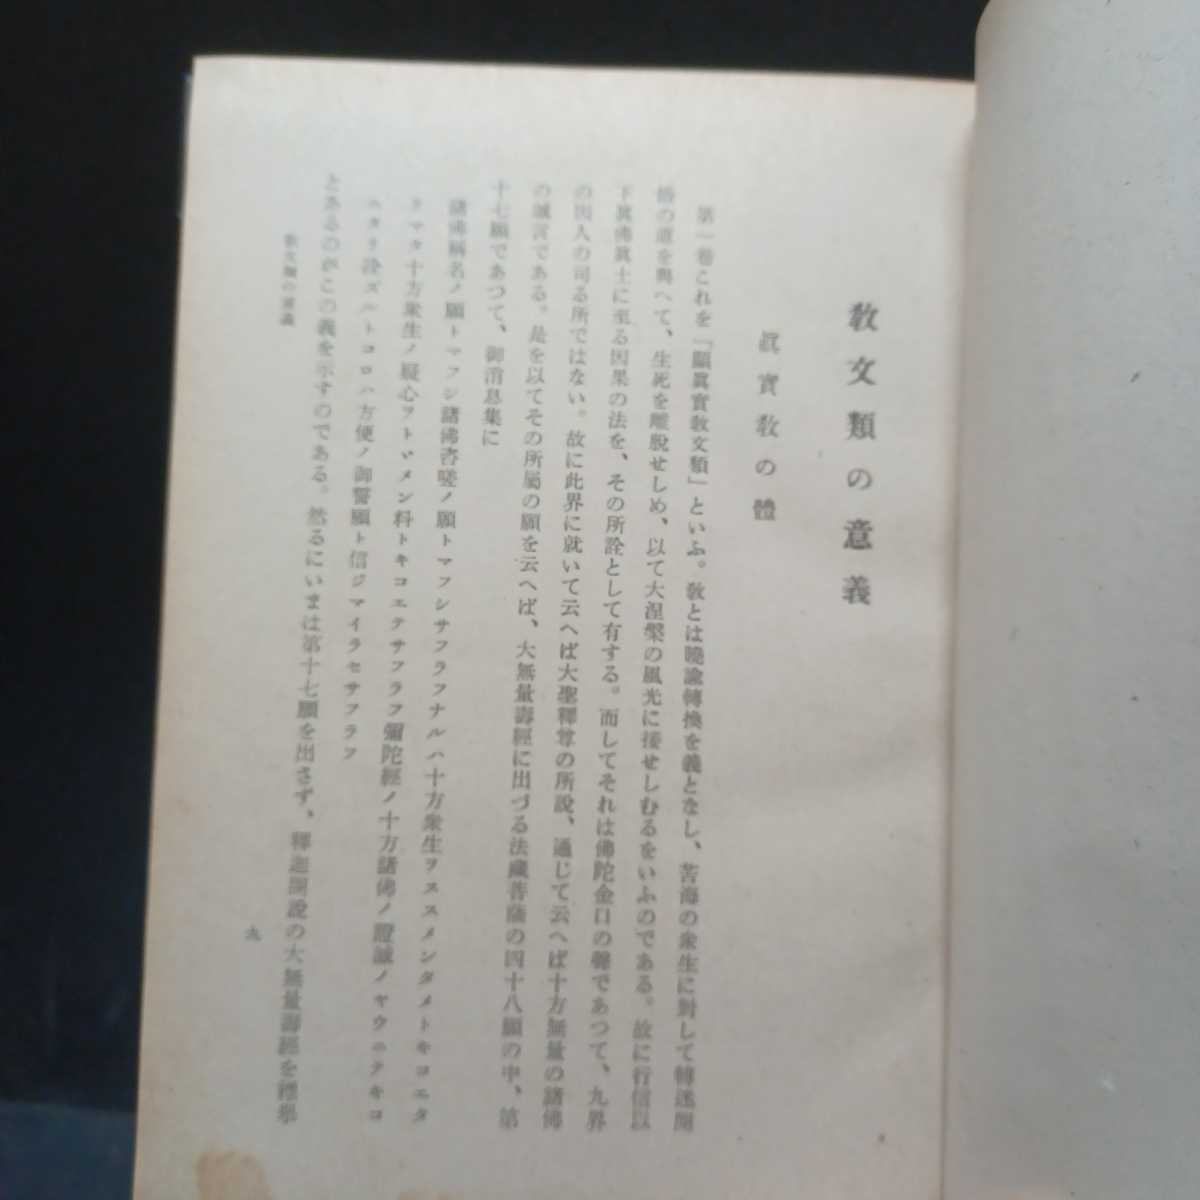 敎文類の意義
眞實敎の體
第一卷これを「顯眞實敎文類」といふ。敎とは曉諭轉換を義となし、苦海の衆生に對して轉迷開
悟の道を與へて、生死を離脫せしめ、以て大涅槃の風光に接せしむるをいふのである。故に行信以
下眞佛眞土に至る因果の法を、その所詮として有する。而してそれは佛陀金口の聲であつて、九界
の因人の司る所ではない。故に此界に就いて云へば大聖釋尊の所說、通じて云へば十方無量の諸佛
の誠言である。是を以てその所屬の願を云へば、大無量壽經に出づる法藏菩薩の四十八願の中、第
十七願であつて、御消息集に
諸佛稱名ノ願トマフシ諸佛咨嗟ノ願トマフシサフラフナルハ十方衆生ヲススメンタメトキコエタ
リマタ十方衆生ノ疑心ヲトヾメン料トキコエテサフラフ彌陀經ノ十方諸佛ノ證誠ノヤウニテキコ
エタリ詮ズルトコロハ方便ノ御誓願ト信ジマイラセサフラフ
とあるのがこの義を示すのである。然るにいまは第十七願を出さず、釋迦開說の大無量壽經を標擧
敎文類の意義
九